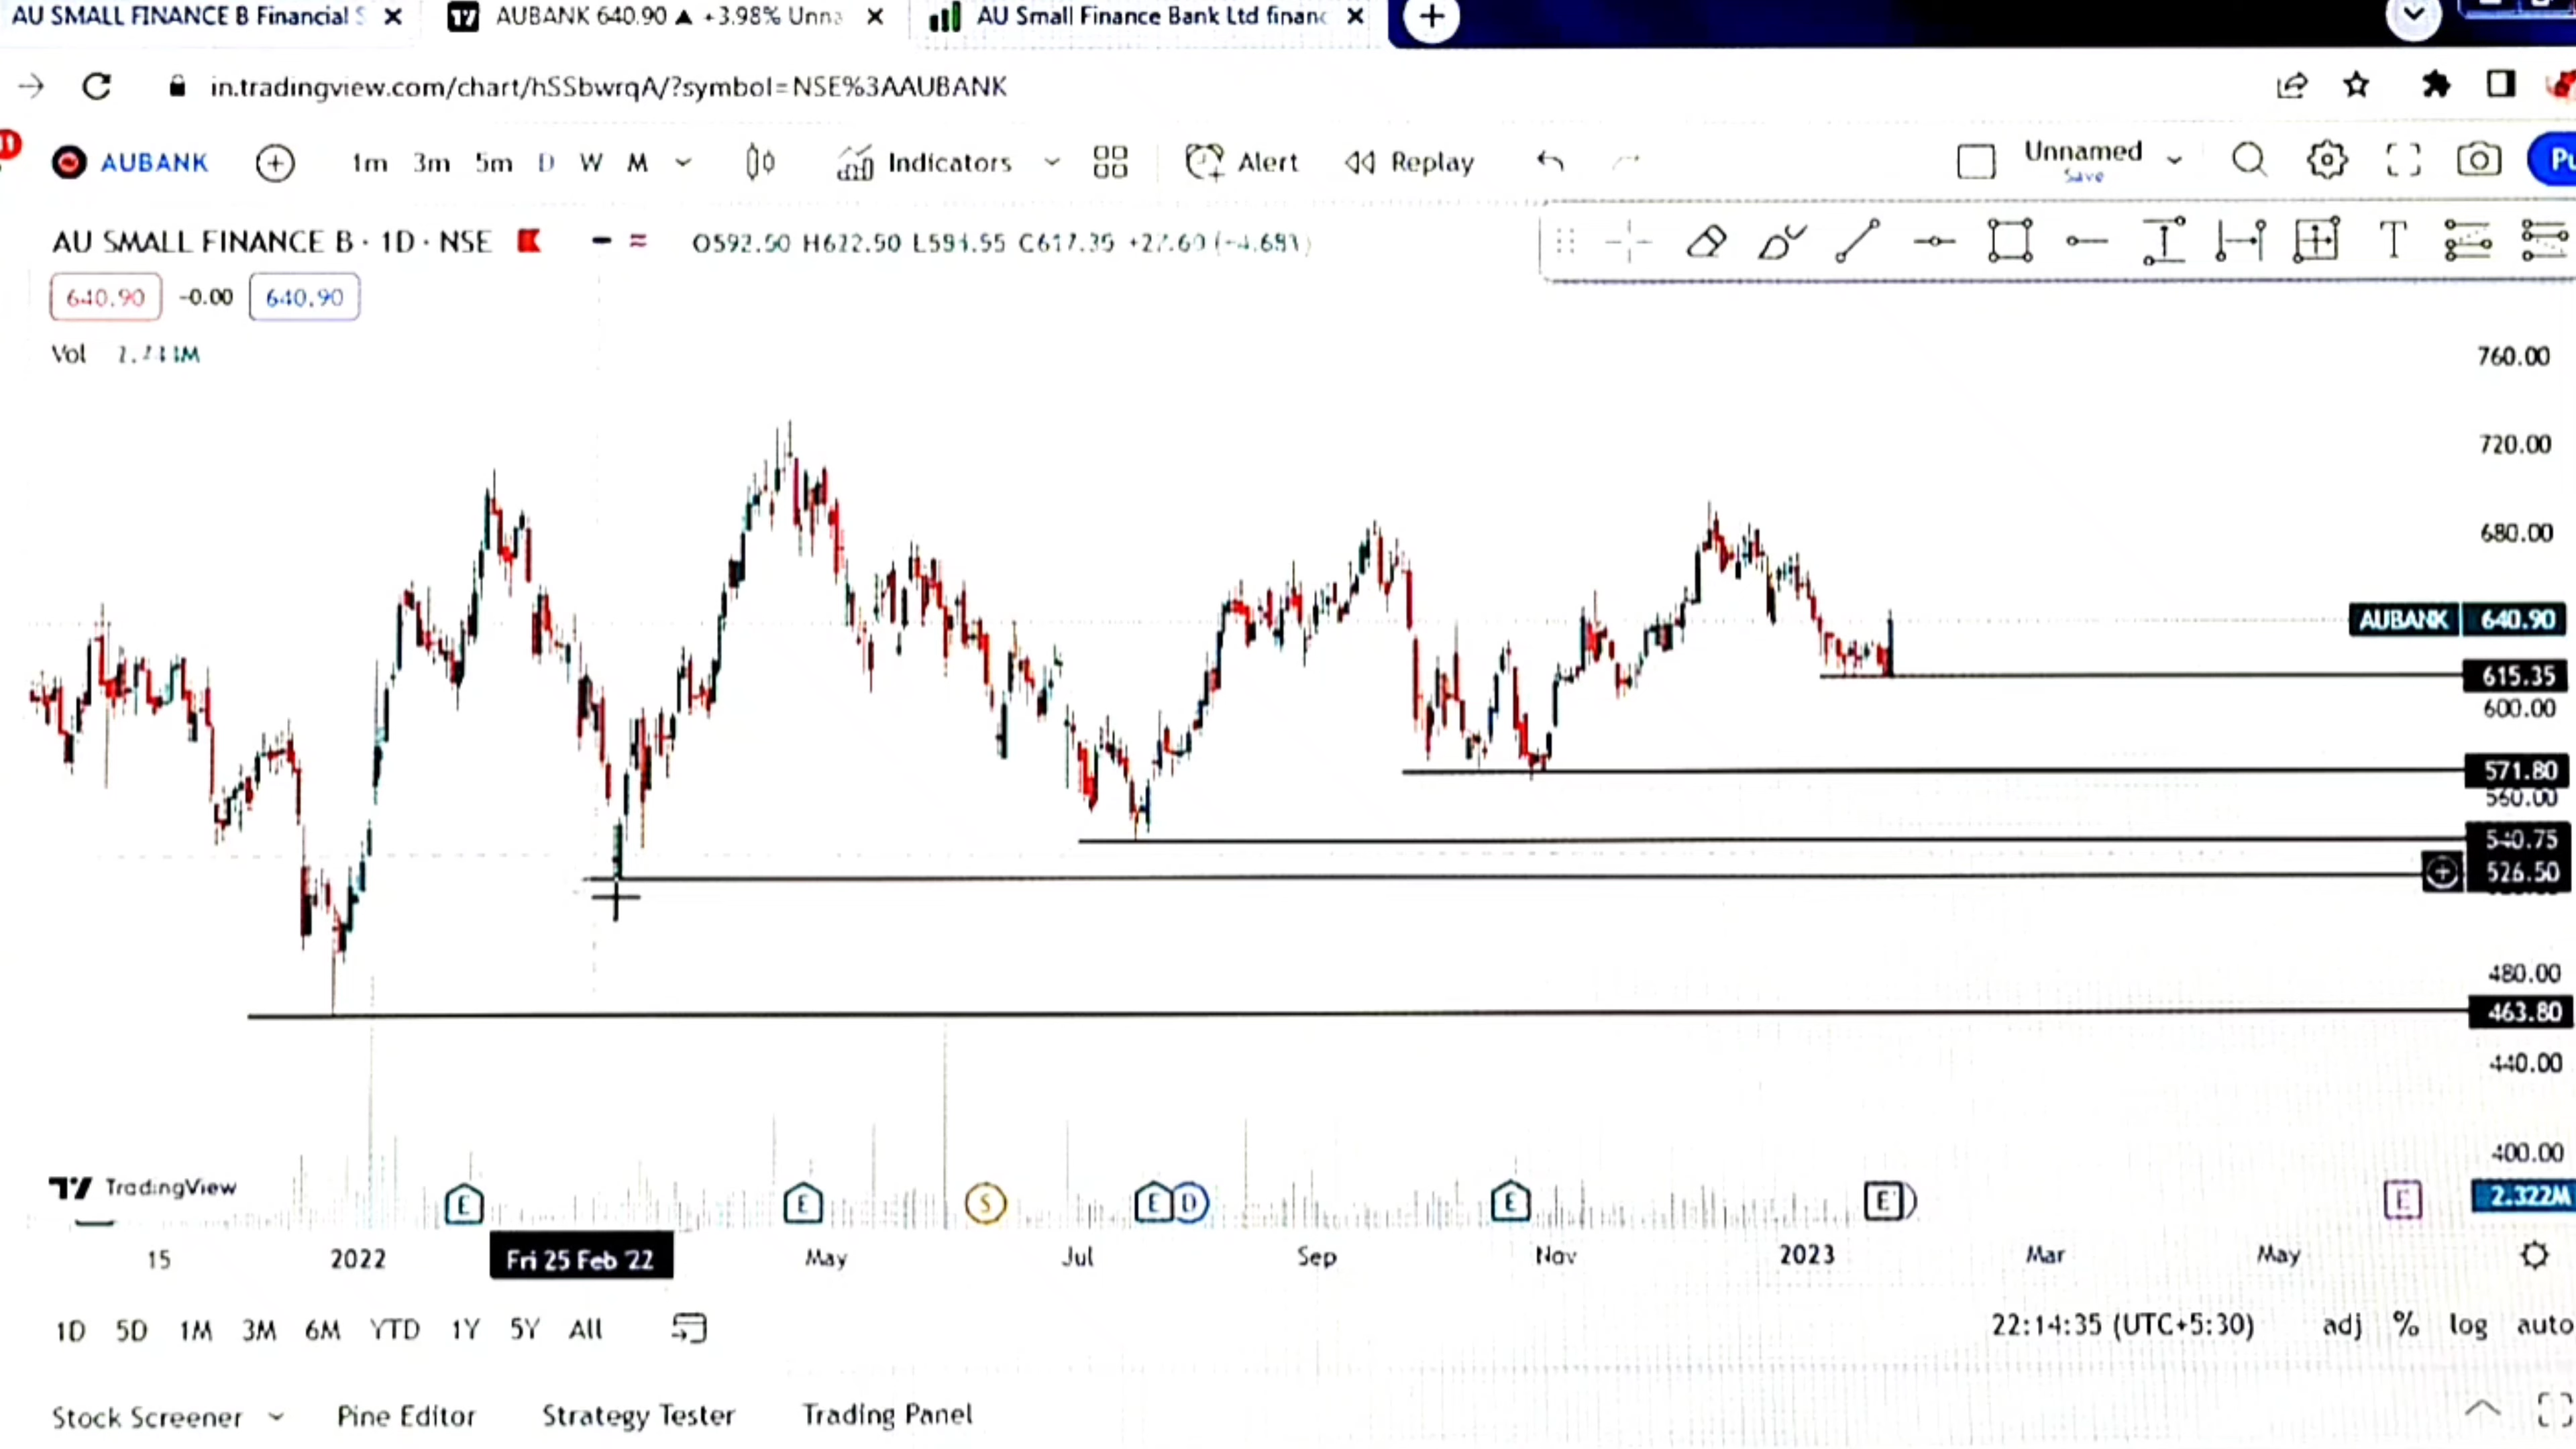 AU SMALL FINANCE B Financial S
AUBANK 640.90 ▲ +3.98% Unna
AU Small Finance Bank Ltd financ
in.tradingview.com/chart/hSSbwrqA/?symbol=NSE%3AAUBANK
AUBANK 1m 3m 5m D W M Indicators Alert Replay Unnamed
Save
AU SMALL FINANCE B · 1D · NSE O592.50 H622.50
640.90 -0.00 640.90
Vol
760.00
720.00
680.00
AUBANK 640.90
615.35
600.00
571.80
560.00
540.75
526.50
480.00
463.80
440.00
400.00
TradingView
E E S E D E E E 2.322M
15 2022 Fri 25 Feb '22 May Jul Sep Nov 2023 Mar May
1D 5D 1M 3M 6M YTD 1Y 5Y All 22:14:35 (UTC+5:30) adj % log auto
Stock Screener Pine Editor Strategy Tester Trading Panel